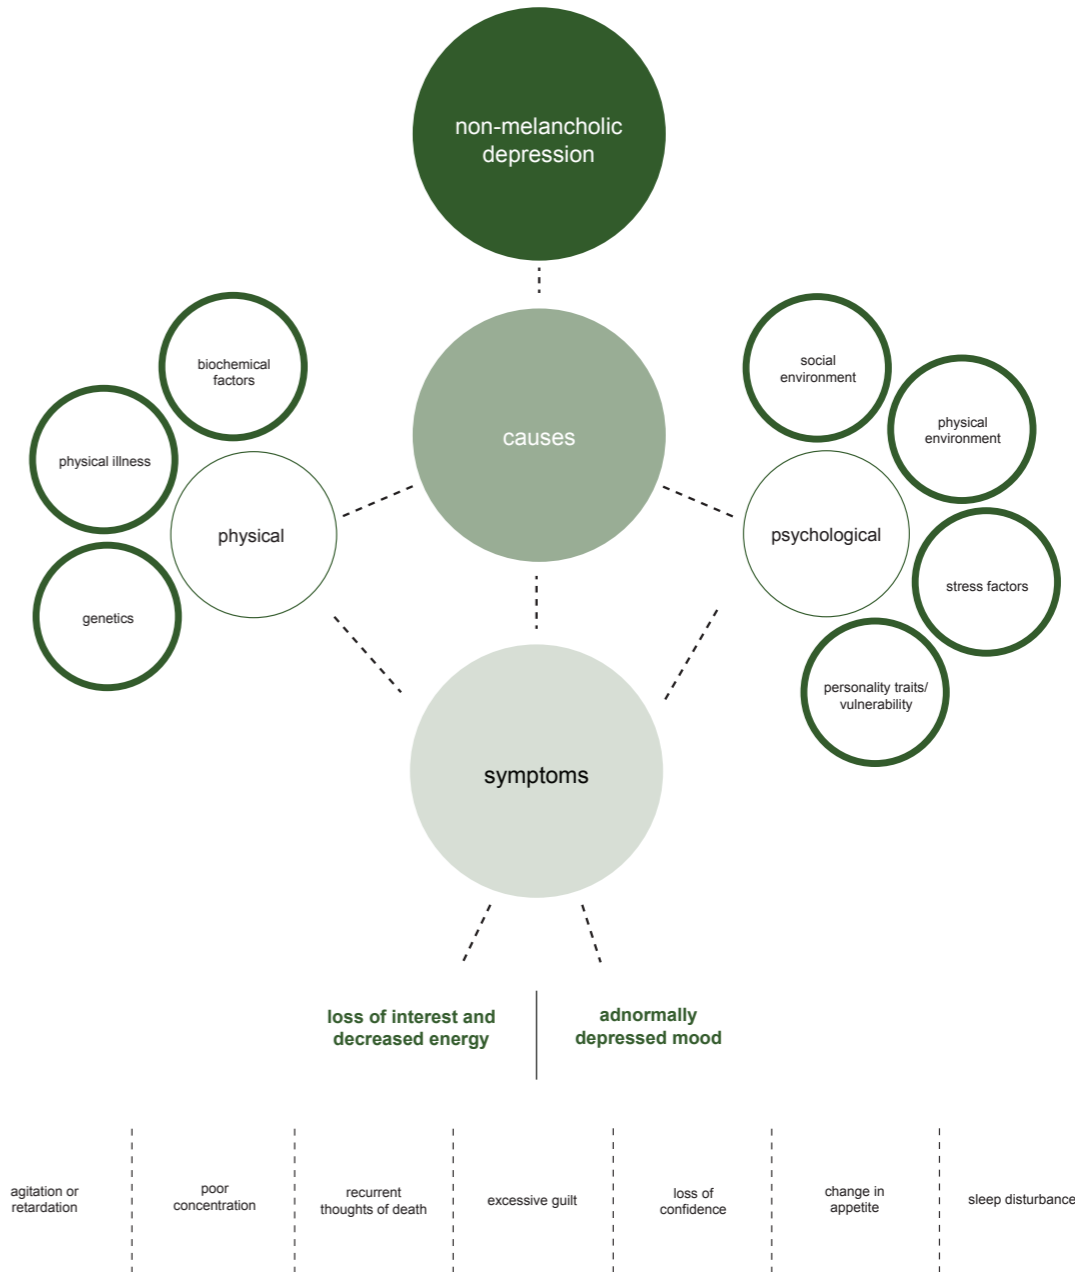 non-melancholic
depression
causes
biochemical
factors
physical illness
physical
genetics
social
environment
physical
environment
psychological
stress factors
personality traits/
vulnerability
symptoms
loss of interest and
decreased energy
adnormally
depressed mood
agitation or
retardation
poor
concentration
recurrent
thoughts of death
excessive guilt
loss of
confidence
change in
appetite
sleep disturbance